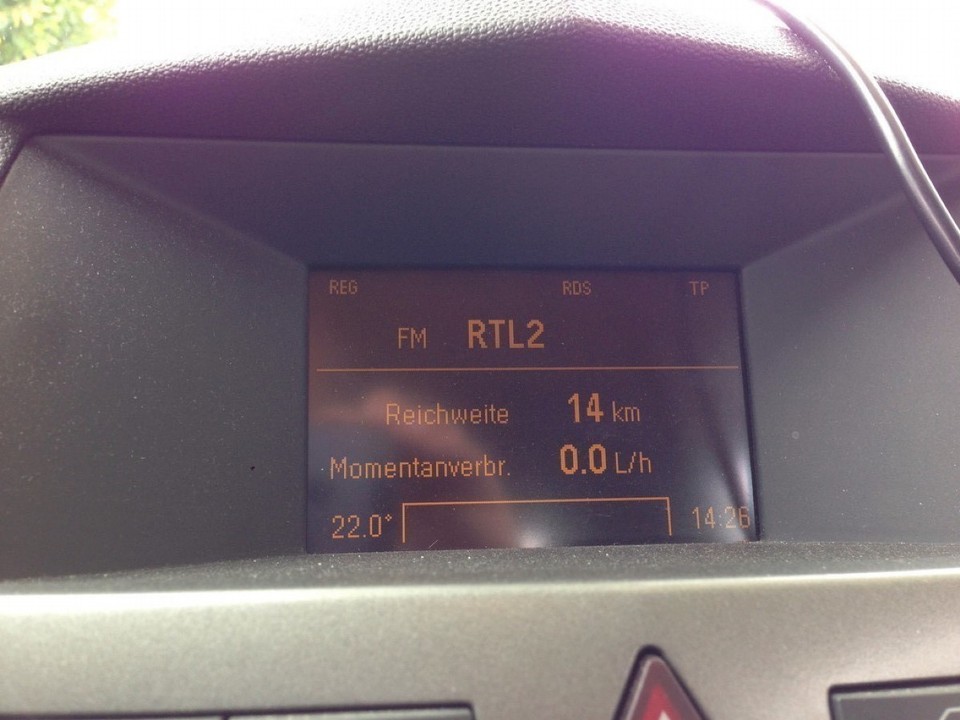 REG RDS TP
FM RTL2
Reichweite 14 km
Momentanverbr. 0.0 L/h
22.0° 14:26